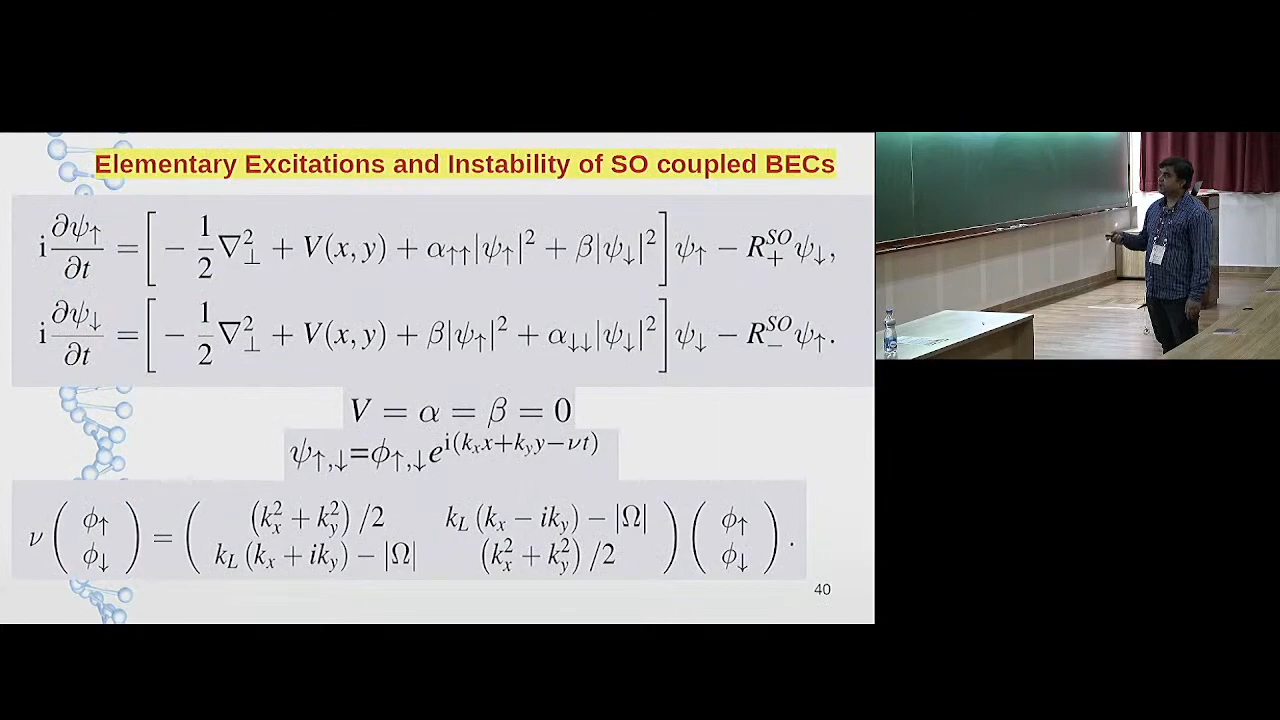 Elementary Excitations and Instability of SO coupled BECs
i ∂ψ↑/∂t = [ − 1/2 ∇⊥² + V(x, y) + α↑↑|ψ↑|² + β|ψ↓|² ] ψ↑ − R₊^SO ψ↓,
i ∂ψ↓/∂t = [ − 1/2 ∇⊥² + V(x, y) + β|ψ↑|² + α↓↓|ψ↓|² ] ψ↓ − R₋^SO ψ↑.
V = α = β = 0
ψ↑,↓=ϕ↑,↓e^{i(kₓx+k_y y−νt)}
ν ( ϕ↑ ϕ↓ ) = ( (kₓ² + k_y²) /2 k_L (kₓ − ik_y) − |Ω| k_L (kₓ + ik_y) − |Ω| (kₓ² + k_y²) /2 ) ( ϕ↑ ϕ↓ ) .
40